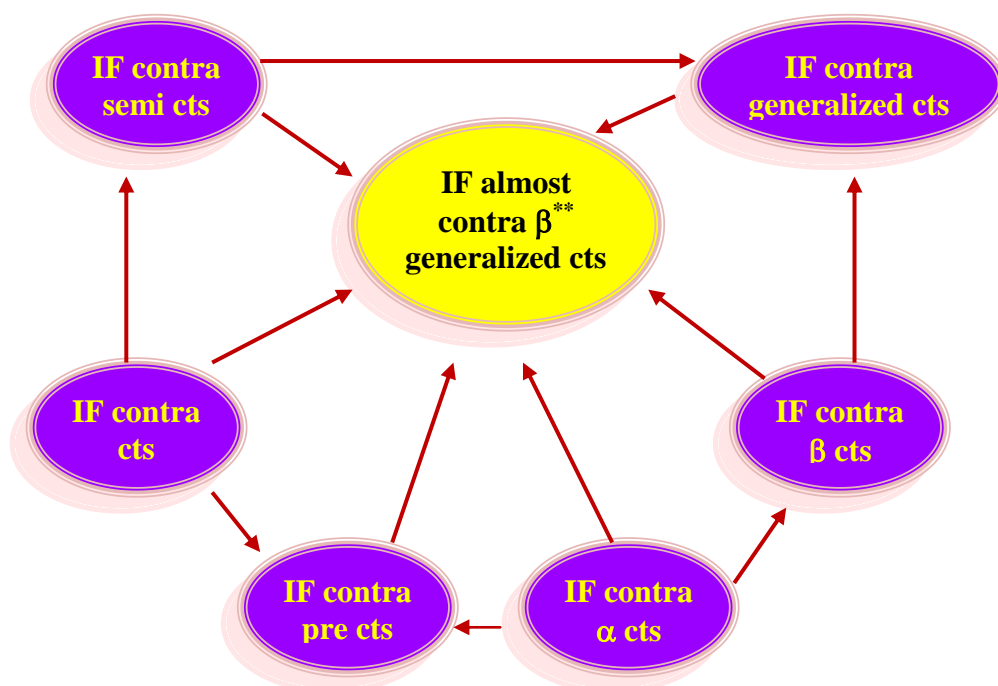 IF contra
semi cts
IF contra
generalized cts
IF almost
contra β**
generalized cts
IF contra
cts
IF contra
β cts
IF contra
pre cts
IF contra
α cts